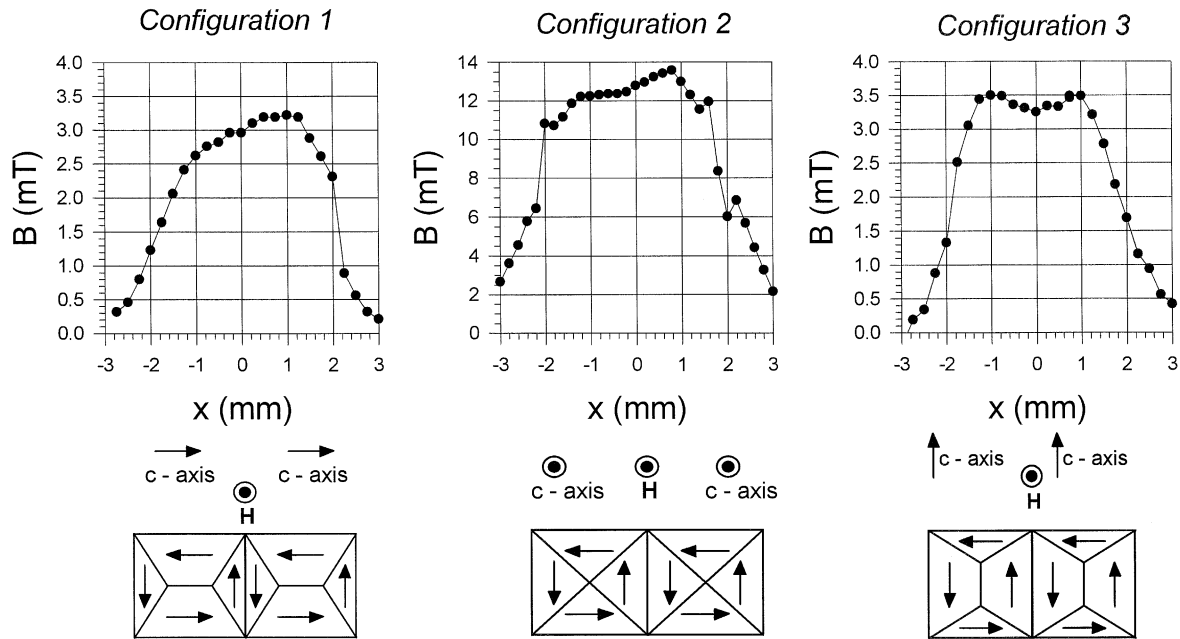 Configuration 1
Configuration 2
Configuration 3
4.0
3.5
3.0
2.5
2.0
1.5
1.0
0.5
0.0
B (mT)
-3 -2 -1 0 1 2 3
x (mm)
14
12
10
8
6
4
2
0
B (mT)
-3 -2 -1 0 1 2 3
x (mm)
4.0
3.5
3.0
2.5
2.0
1.5
1.0
0.5
0.0
B (mT)
-3 -2 -1 0 1 2 3
x (mm)
c - axis c - axis
H
c - axis H c - axis
c - axis c - axis
H